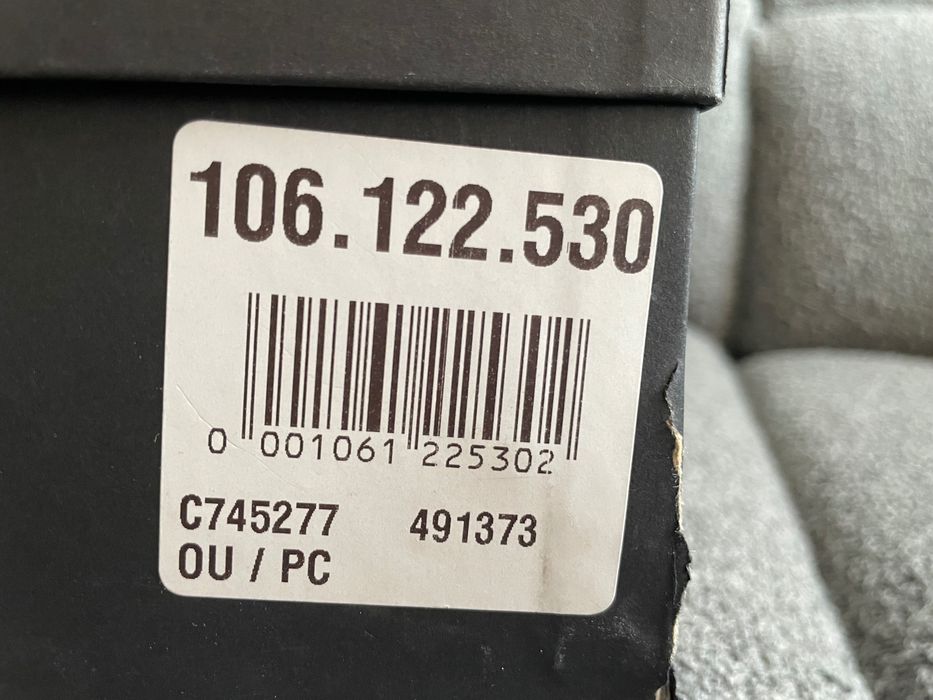 106.122.530
0 001061 225302
C745277 491373
OU / PC